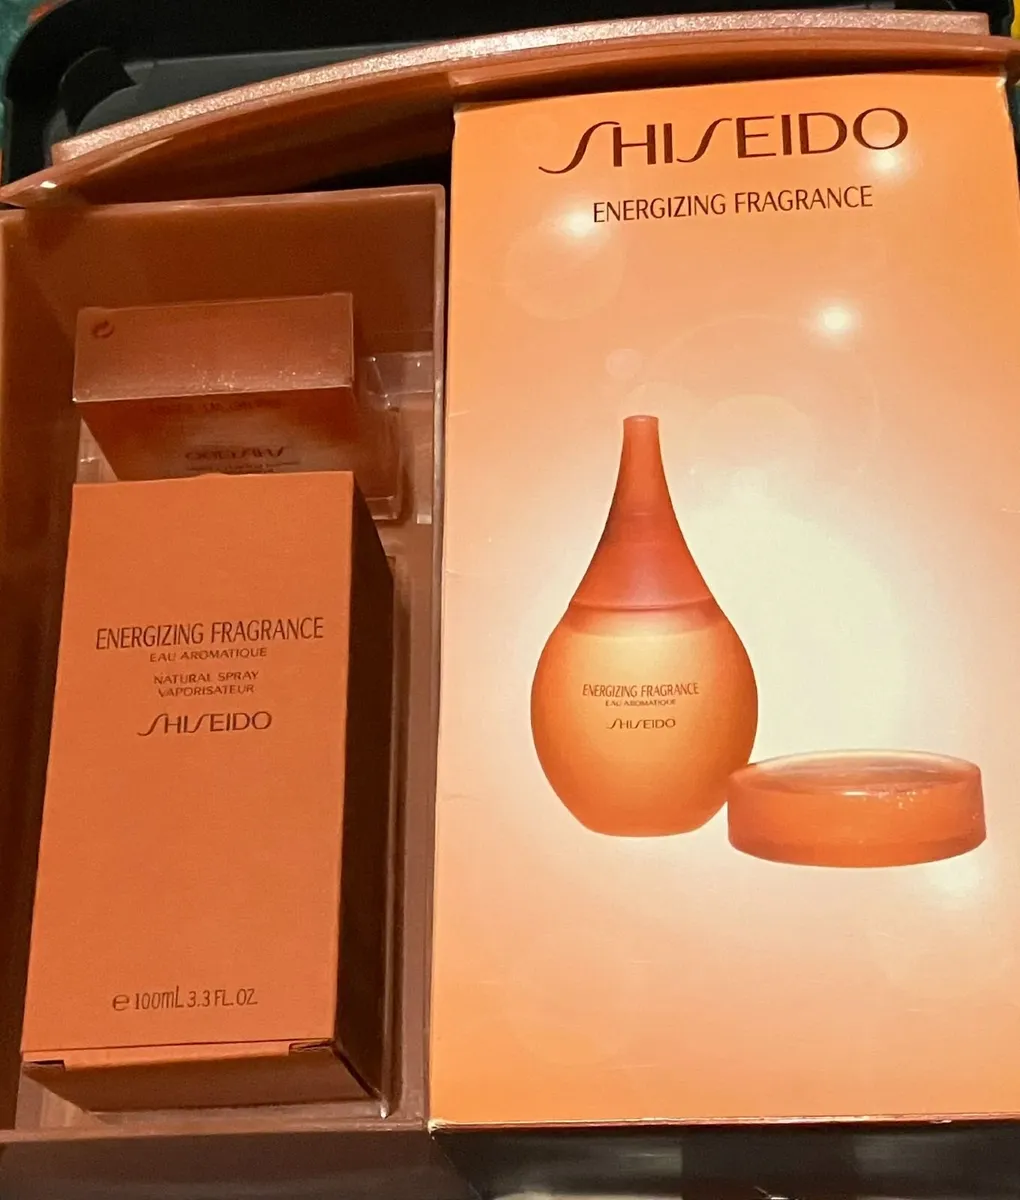 SHISEIDO
ENERGIZING FRAGRANCE
ENERGIZING FRAGRANCE
EAU AROMATIQUE
SHISEIDO
ENERGIZING FRAGRANCE
EAU AROMATIQUE
NATURAL SPRAY
VAPORISATEUR
SHISEIDO
e 100mL 3.3 FL. OZ